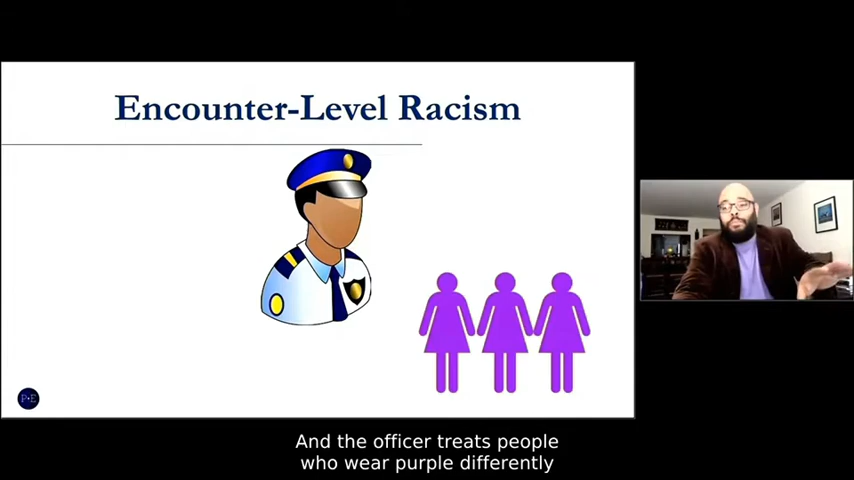 Encounter-Level Racism
P•E
And the officer treats people
who wear purple differently